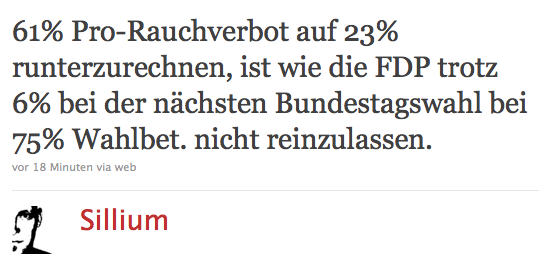 61% Pro-Rauchverbot auf 23%
runterzurechnen, ist wie die FDP trotz
6% bei der nächsten Bundestagswahl bei
75% Wahlbet. nicht reinzulassen.
vor 18 Minuten via web
Sillium